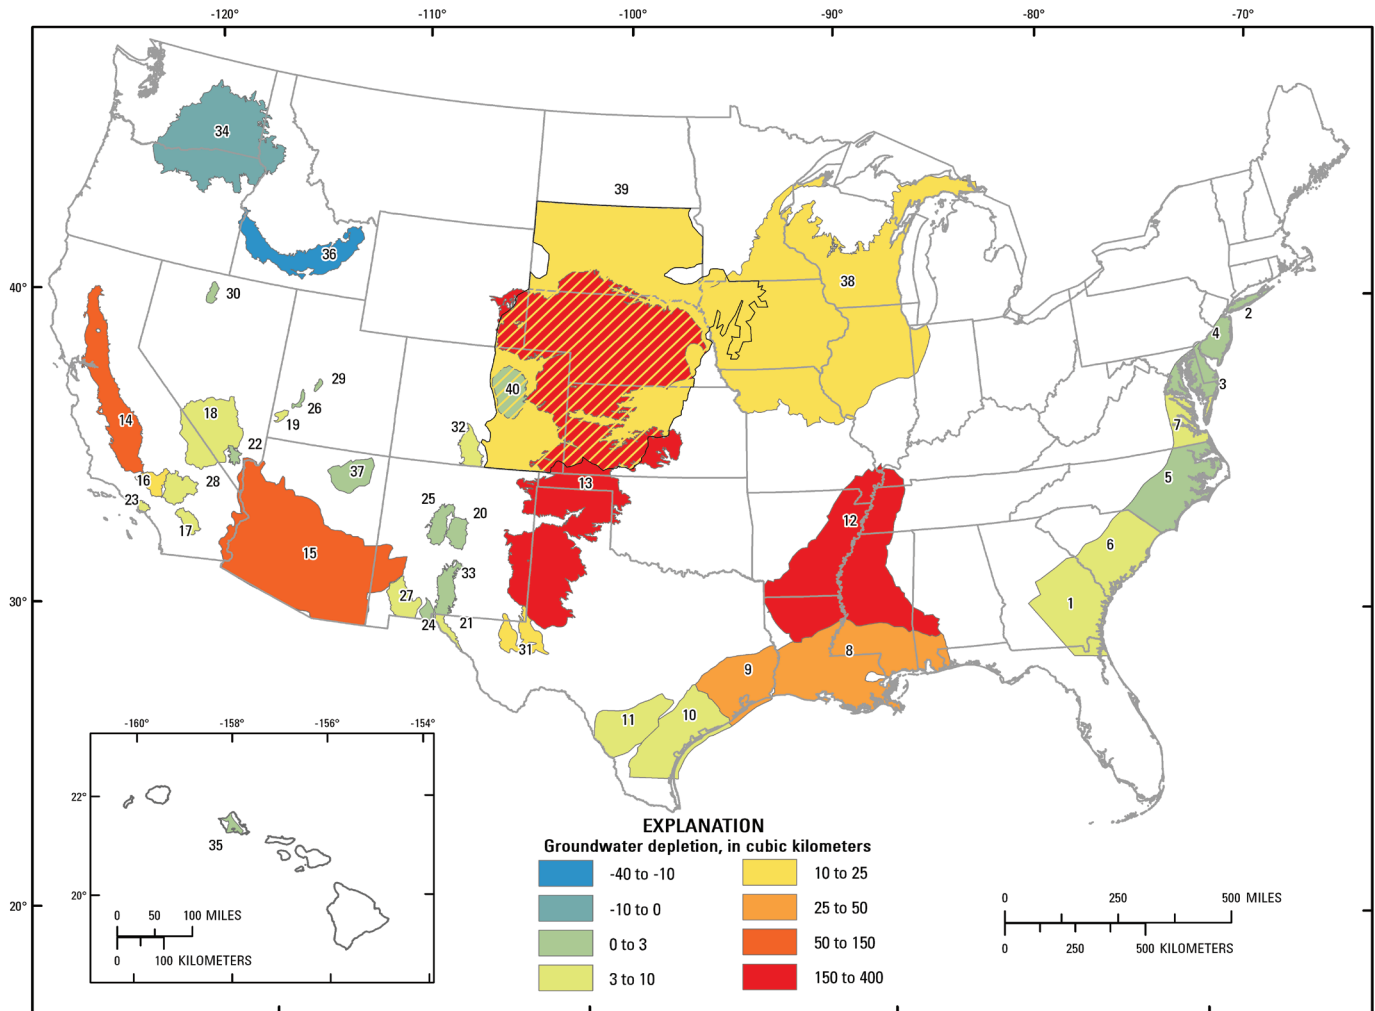 -120° -110° -100° -90° -80° -70°
34
39
36
38
40°
30
2
4
29
3
40
26
18
14
19
7
32
22
37
5
16
28
13
25
23
20
12
17
6
15
33
27
1
21
24
31
8
9
10
11
30°
-160° -158° -156° -154°
22°
35
20°
0 50 100 MILES
0 100 KILOMETERS
20°
EXPLANATION
Groundwater depletion, in cubic kilometers
-40 to -10
-10 to 0
0 to 3
3 to 10
10 to 25
25 to 50
50 to 150
150 to 400
0 250 500 MILES
0 250 500 KILOMETERS